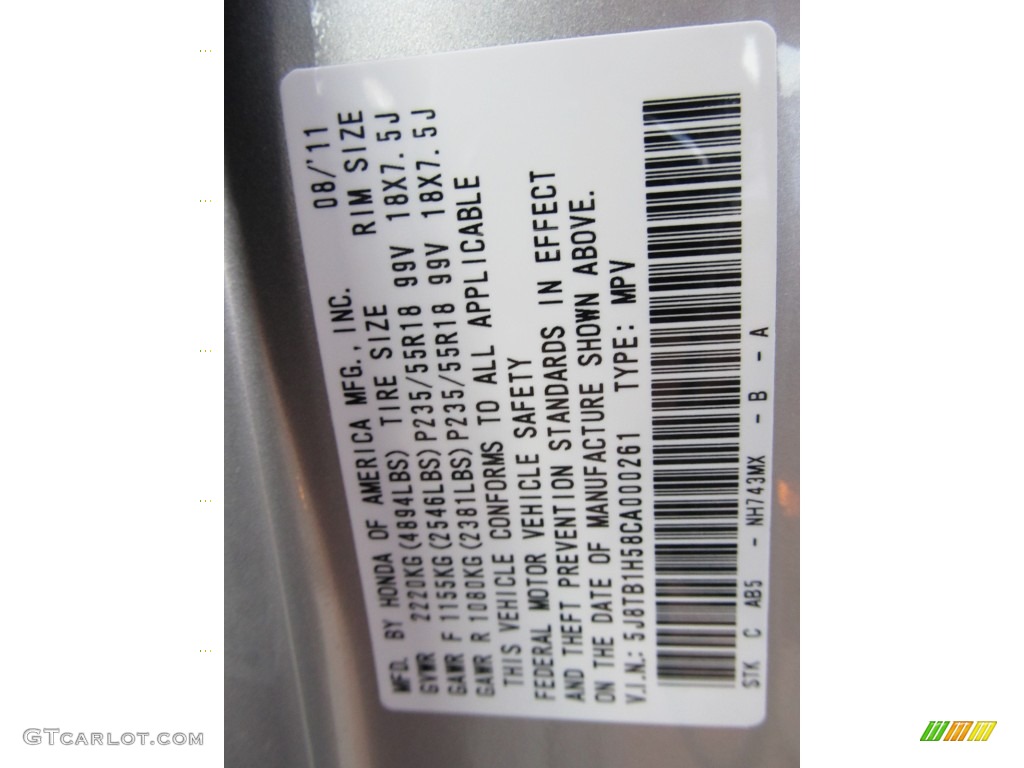 MFD. BY HONDA OF AMERICA MFG., INC. 08/'11
GVWR 2220KG(4894LBS) TIRE SIZE RIM SIZE
GAWR F 1155KG(2546LBS)P235/55R18 99V 18X7.5J
GAWR R 1080KG(2381LBS)P235/55R18 99V 18X7.5J
THIS VEHICLE CONFORMS TO ALL APPLICABLE
FEDERAL MOTOR VEHICLE SAFETY
AND THEFT PREVENTION STANDARDS IN EFFECT
ON THE DATE OF MANUFACTURE SHOWN ABOVE.
V.I.N.: 5J8TB1H58CA000261 TYPE: MPV
STK C AB5 - NH743MX - B - A
GTCARLOT.COM